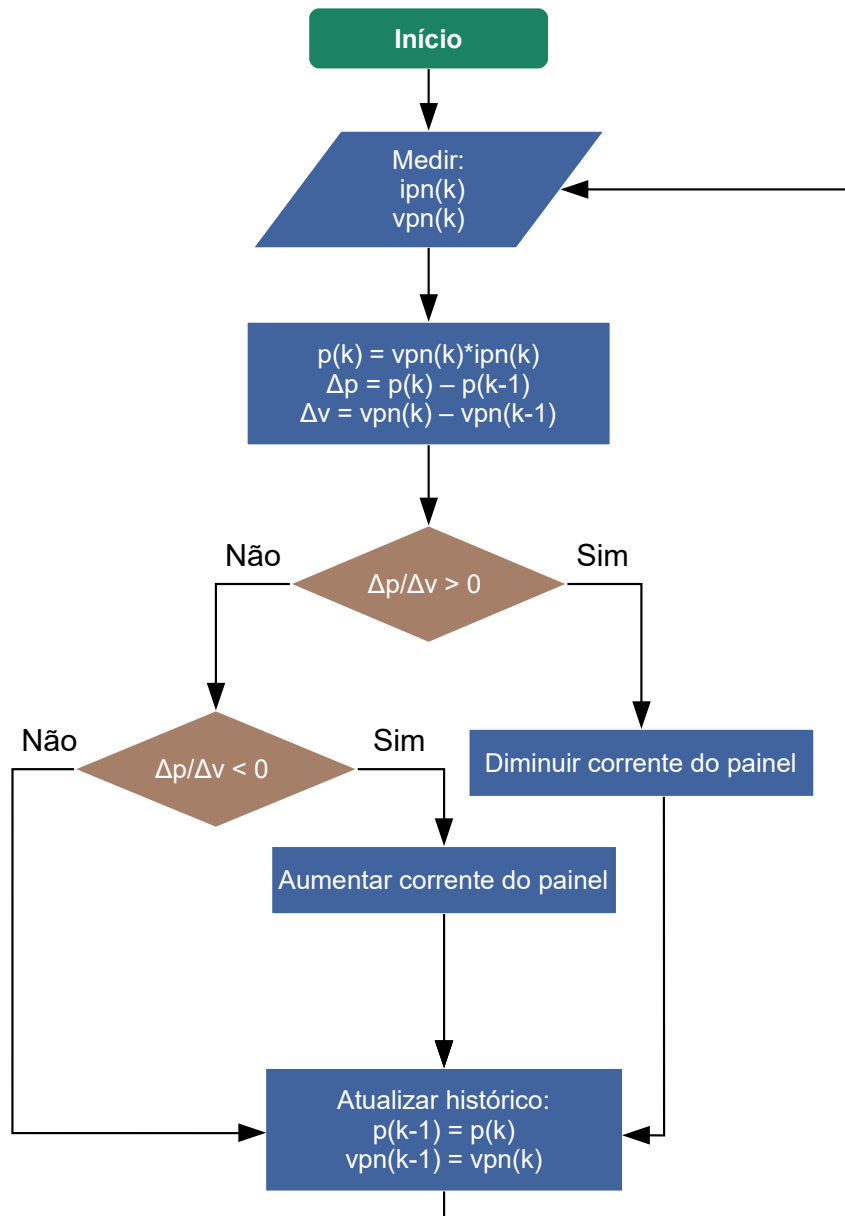 Início
Medir:
ipn(k)
vpn(k)
p(k) = vpn(k)*ipn(k)
Δp = p(k) – p(k-1)
Δv = vpn(k) – vpn(k-1)
Não
Sim
Δp/Δv > 0
Não
Sim
Δp/Δv < 0
Diminuir corrente do painel
Aumentar corrente do painel
Atualizar histórico:
p(k-1) = p(k)
vpn(k-1) = vpn(k)